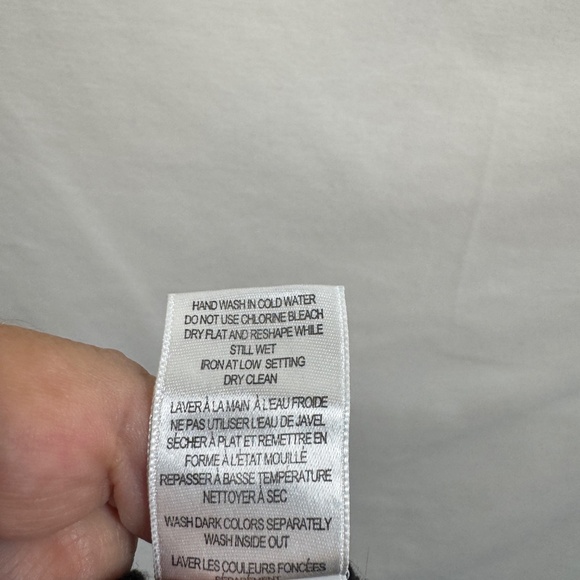 HAND WASH IN COLD WATER
DO NOT USE CHLORINE BLEACH
DRY FLAT AND RESHAPE WHILE
STILL WET
IRON AT LOW SETTING
DRY CLEAN
LAVER À LA MAIN À L'EAU FROIDE
NE PAS UTILISER L'EAU DE JAVEL
SÉCHER À PLAT ET REMETTRE EN
FORME À L'ÉTAT MOUILLÉ
REPASSER À BASSE TEMPÉRATURE
NETTOYER À SEC
WASH DARK COLORS SEPARATELY
WASH INSIDE OUT
LAVER LES COULEURS FONCÉES